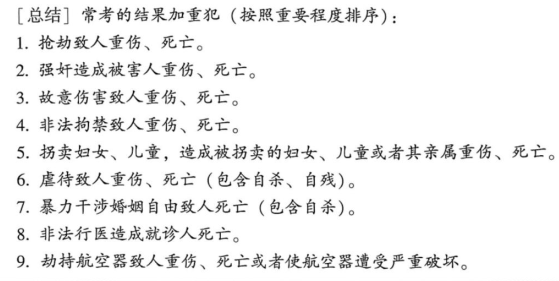 [总结] 常考的结果加重犯（按照重要程度排序）：
1. 抢劫致人重伤、死亡。
2. 强奸造成被害人重伤、死亡。
3. 故意伤害致人重伤、死亡。
4. 非法拘禁致人重伤、死亡。
5. 拐卖妇女、儿童，造成被拐卖的妇女、儿童或者其亲属重伤、死亡。
6. 虐待致人重伤、死亡（包含自杀、自残）。
7. 暴力干涉婚姻自由致人死亡（包含自杀）。
8. 非法行医造成就诊人死亡。
9. 劫持航空器致人重伤、死亡或者使航空器遭受严重破坏。